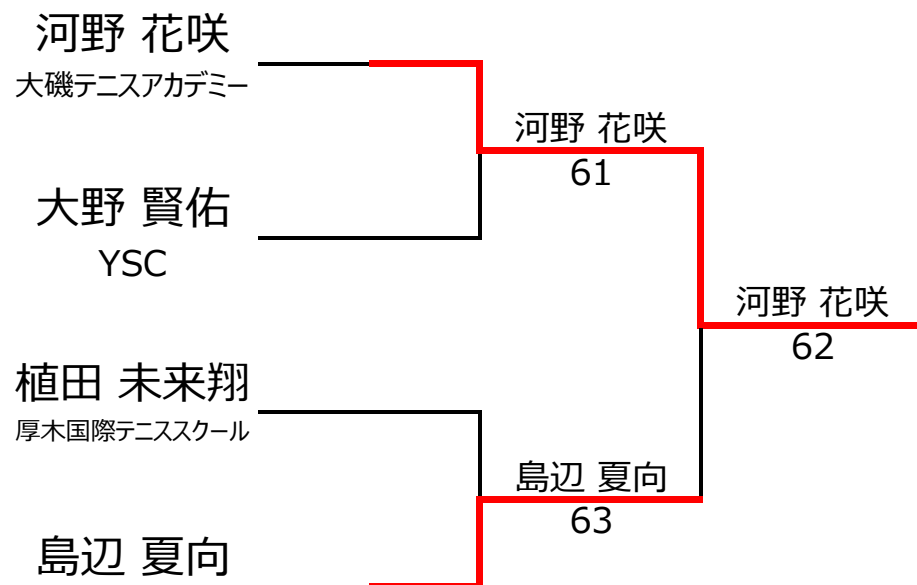 河野 花咲
大磯テニスアカデミー
河野 花咲
61
大野 賢佑
YSC
河野 花咲
62
植田 未来翔
厚木国際テニススクール
島辺 夏向
63
島辺 夏向